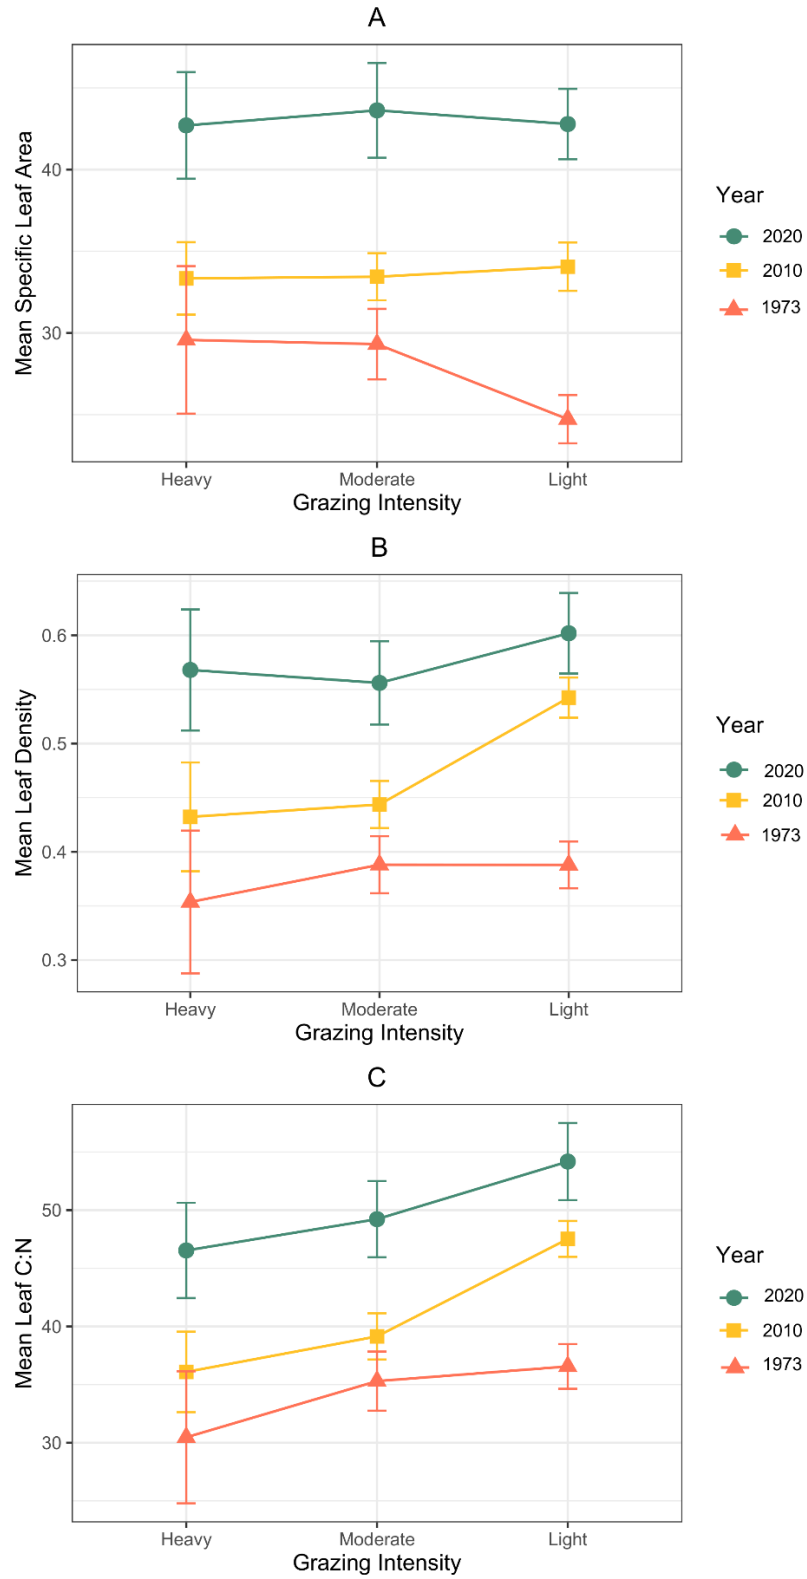 A
Mean Specific Leaf Area
40
30
Heavy Moderate Light
Grazing Intensity
Year
2020
2010
1973
B
Mean Leaf Density
0.6
0.5
0.4
0.3
Heavy Moderate Light
Grazing Intensity
Year
2020
2010
1973
C
Mean Leaf C:N
50
40
30
Heavy Moderate Light
Grazing Intensity
Year
2020
2010
1973